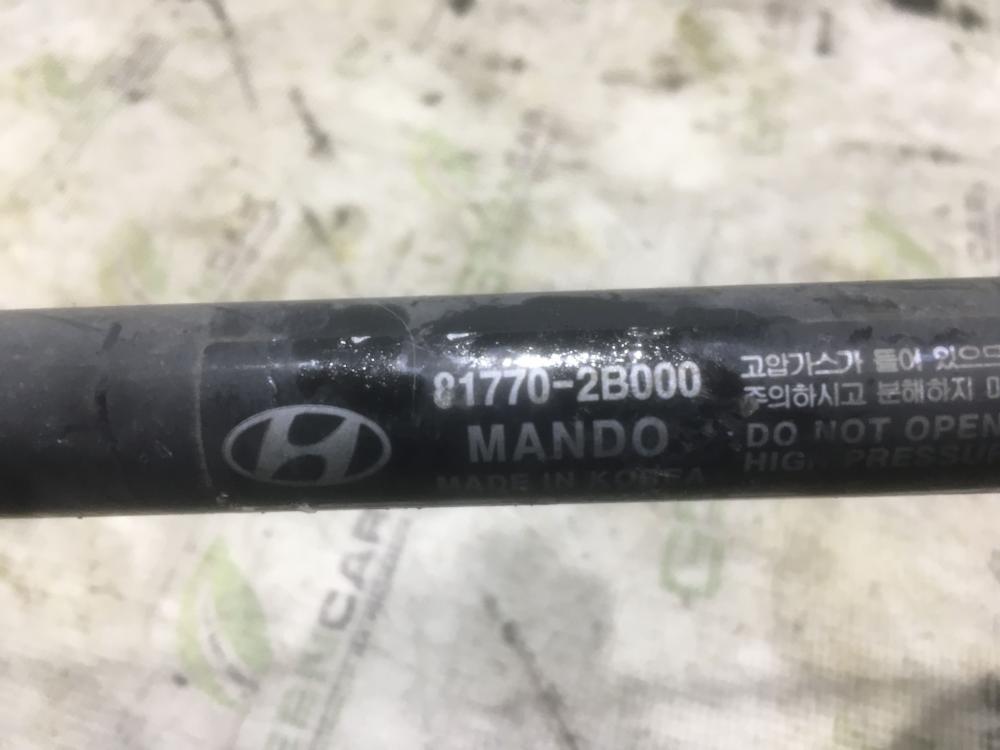 81770-2B000
MANDO
MADE IN KOREA
고압가스가 들어 있으므
주의하시고 분해하지 마
DO NOT OPEN
HIGH PRESSUR